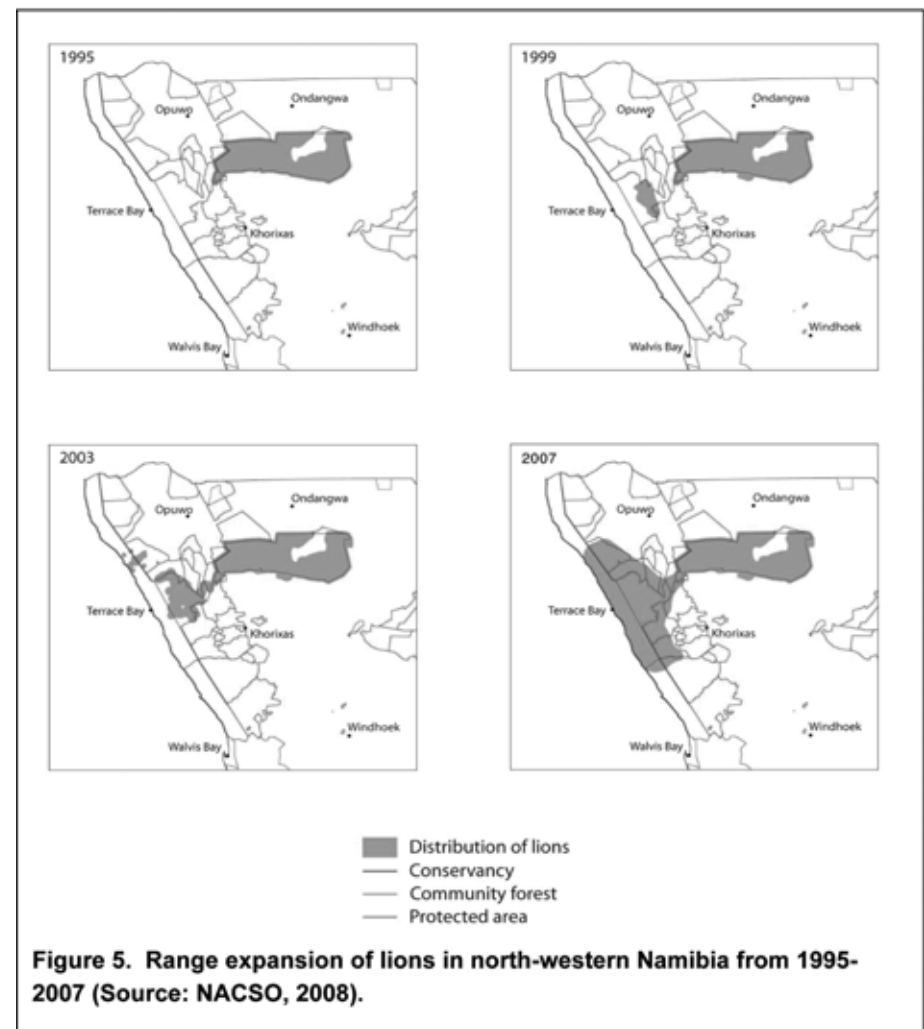 1995
Opuwo
Ondangwa
Terrace Bay
Khorixas
Windhoek
Walvis Bay
1999
Opuwo
Ondangwa
Terrace Bay
Khorixas
Windhoek
Walvis Bay
2003
Opuwo
Ondangwa
Terrace Bay
Khorixas
Windhoek
Walvis Bay
2007
Opuwo
Ondangwa
Terrace Bay
Khorixas
Windhoek
Walvis Bay
Distribution of lions
Conservancy
Community forest
Protected area
Figure 5. Range expansion of lions in north-western Namibia from 1995-
2007 (Source: NACSO, 2008).